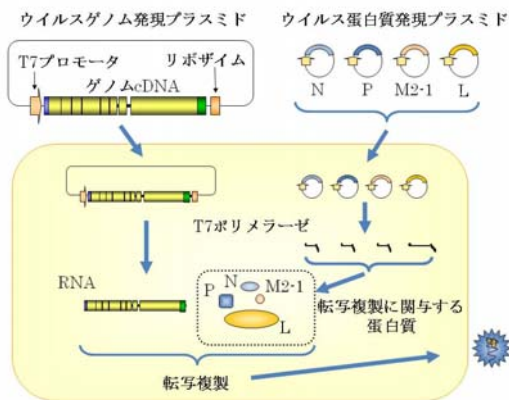 ウイルスゲノム発現プラスミド
ウイルス蛋白質発現プラスミド
T7プロモータ
リボザイム
ゲノムcDNA
N
P
M2-1
L
T7ポリメラーゼ
RNA
N
M2-1
P
L
転写複製に関与する
蛋白質
転写複製